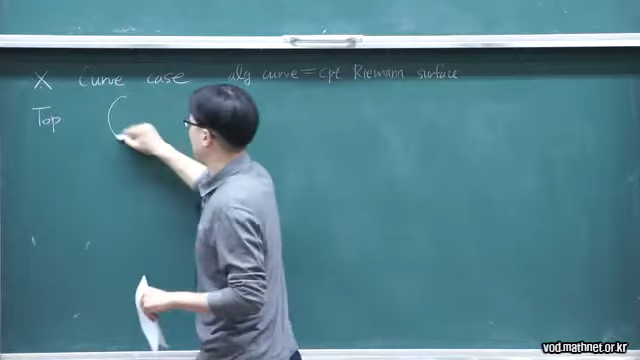 X Curve case alg curve = cpt Riemann surface
Top
vod.mathnet.or.kr